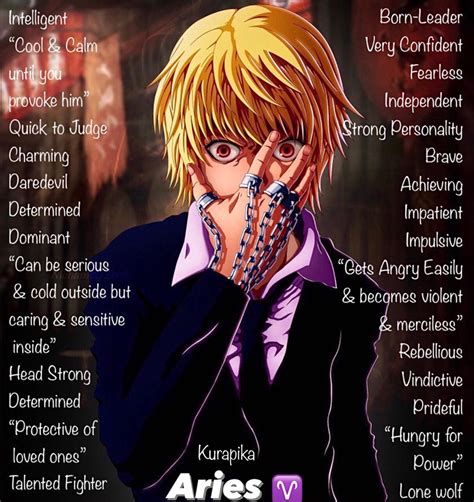 Intelligent
"Cool & Calm
until you
provoke him"
Quick to Judge
Charming
Daredevil
Determined
Dominant
"Can be serious
& cold outside but
caring & sensitive
inside"
Head Strong
Determined
"Protective of
loved ones"
Talented Fighter
Born-Leader
Very Confident
Fearless
Independent
Strong Personality
Brave
Achieving
Impatient
Impulsive
"Gets Angry Easily
& becomes violent
& merciless"
Rebellious
Vindictive
Prideful
"Hungry for
Power"
Lone wolf
Kurapika
Aries ♈